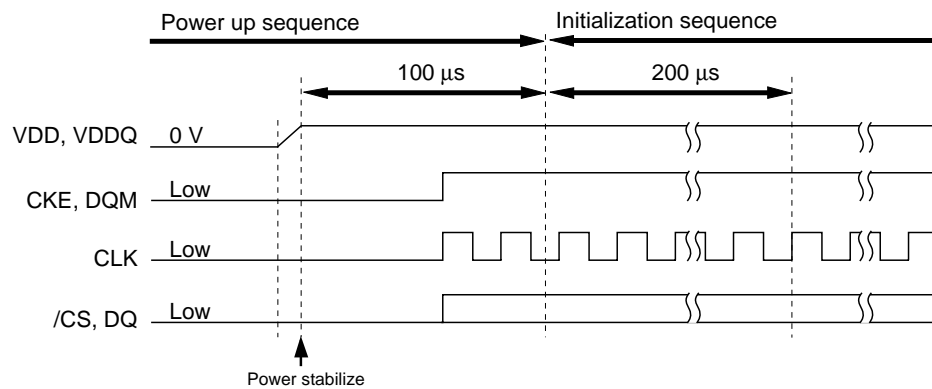 Power up sequence
Initialization sequence
100 µs
200 µs
VDD, VDDQ
0 V
CKE, DQM
Low
CLK
Low
/CS, DQ
Low
Power stabilize